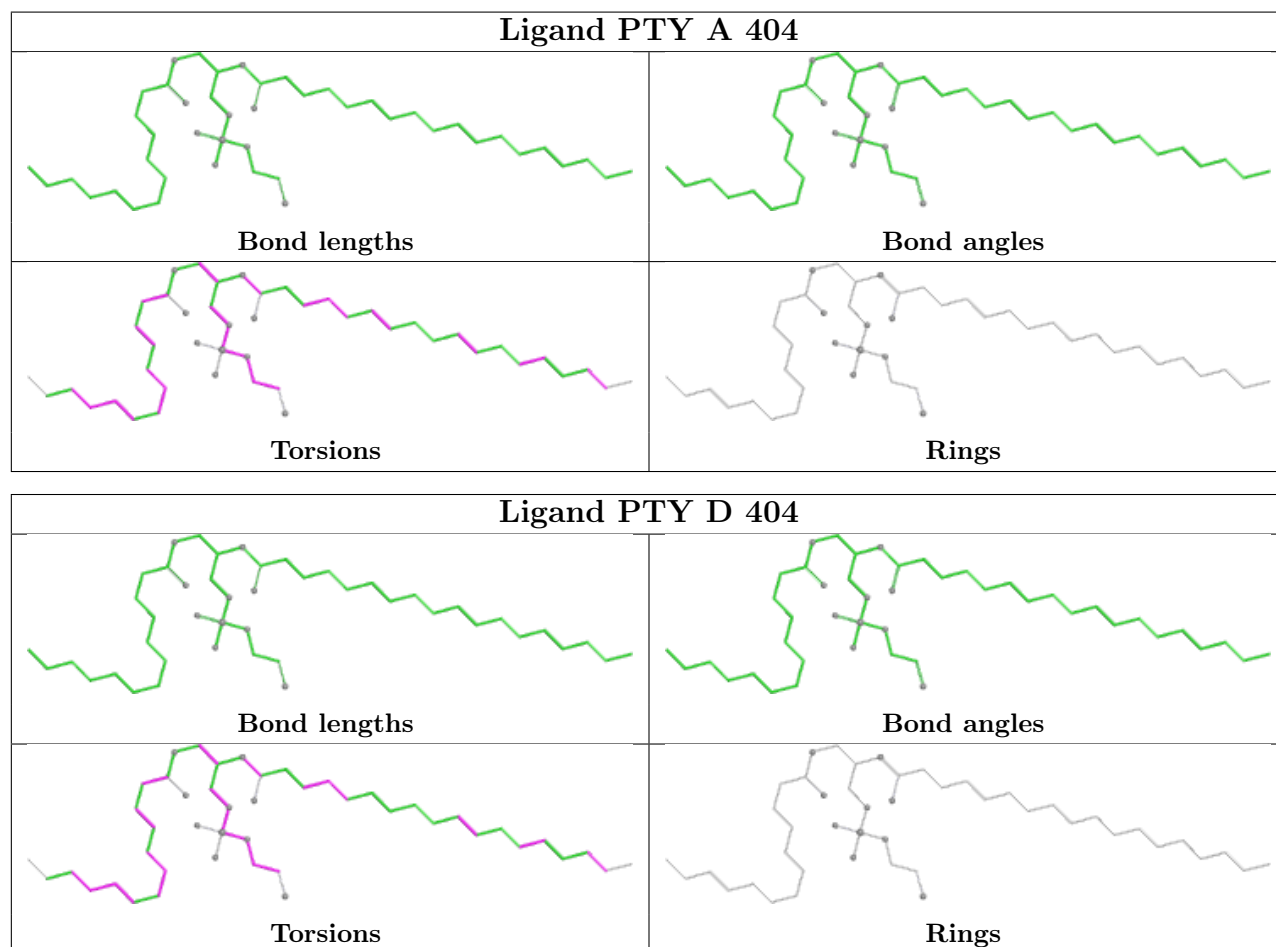 Ligand PTY A 404
Bond lengths
Bond angles
Torsions
Rings
Ligand PTY D 404
Bond lengths
Bond angles
Torsions
Rings